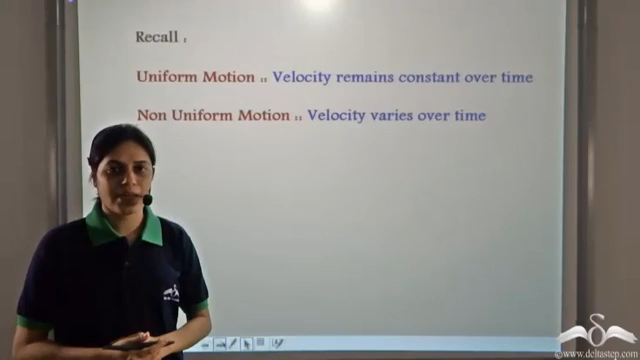 Recall :
Uniform Motion :: Velocity remains constant over time
Non Uniform Motion :: Velocity varies over time
©www.deltastep.com